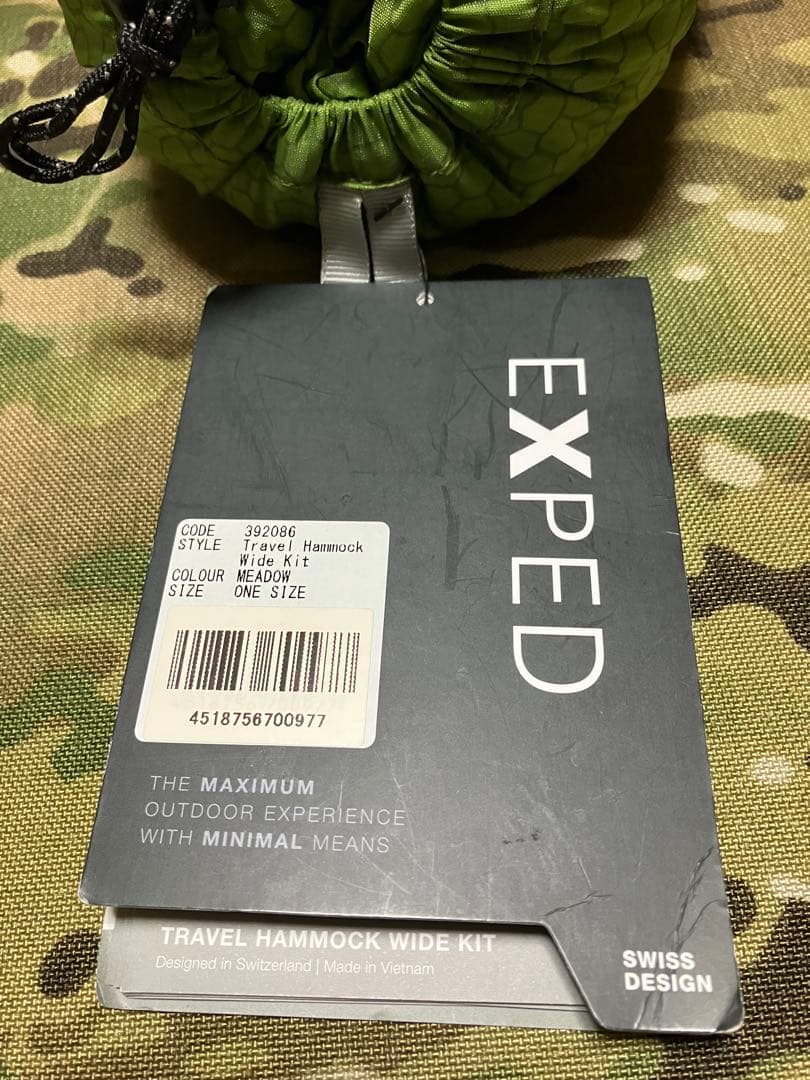 EXPED
CODE 392086
STYLE Travel Hammock
Wide Kit
COLOUR MEADOW
SIZE ONE SIZE
4518756700977
THE MAXIMUM
OUTDOOR EXPERIENCE
WITH MINIMAL MEANS
TRAVEL HAMMOCK WIDE KIT
Designed in Switzerland | Made in Vietnam
SWISS
DESIGN